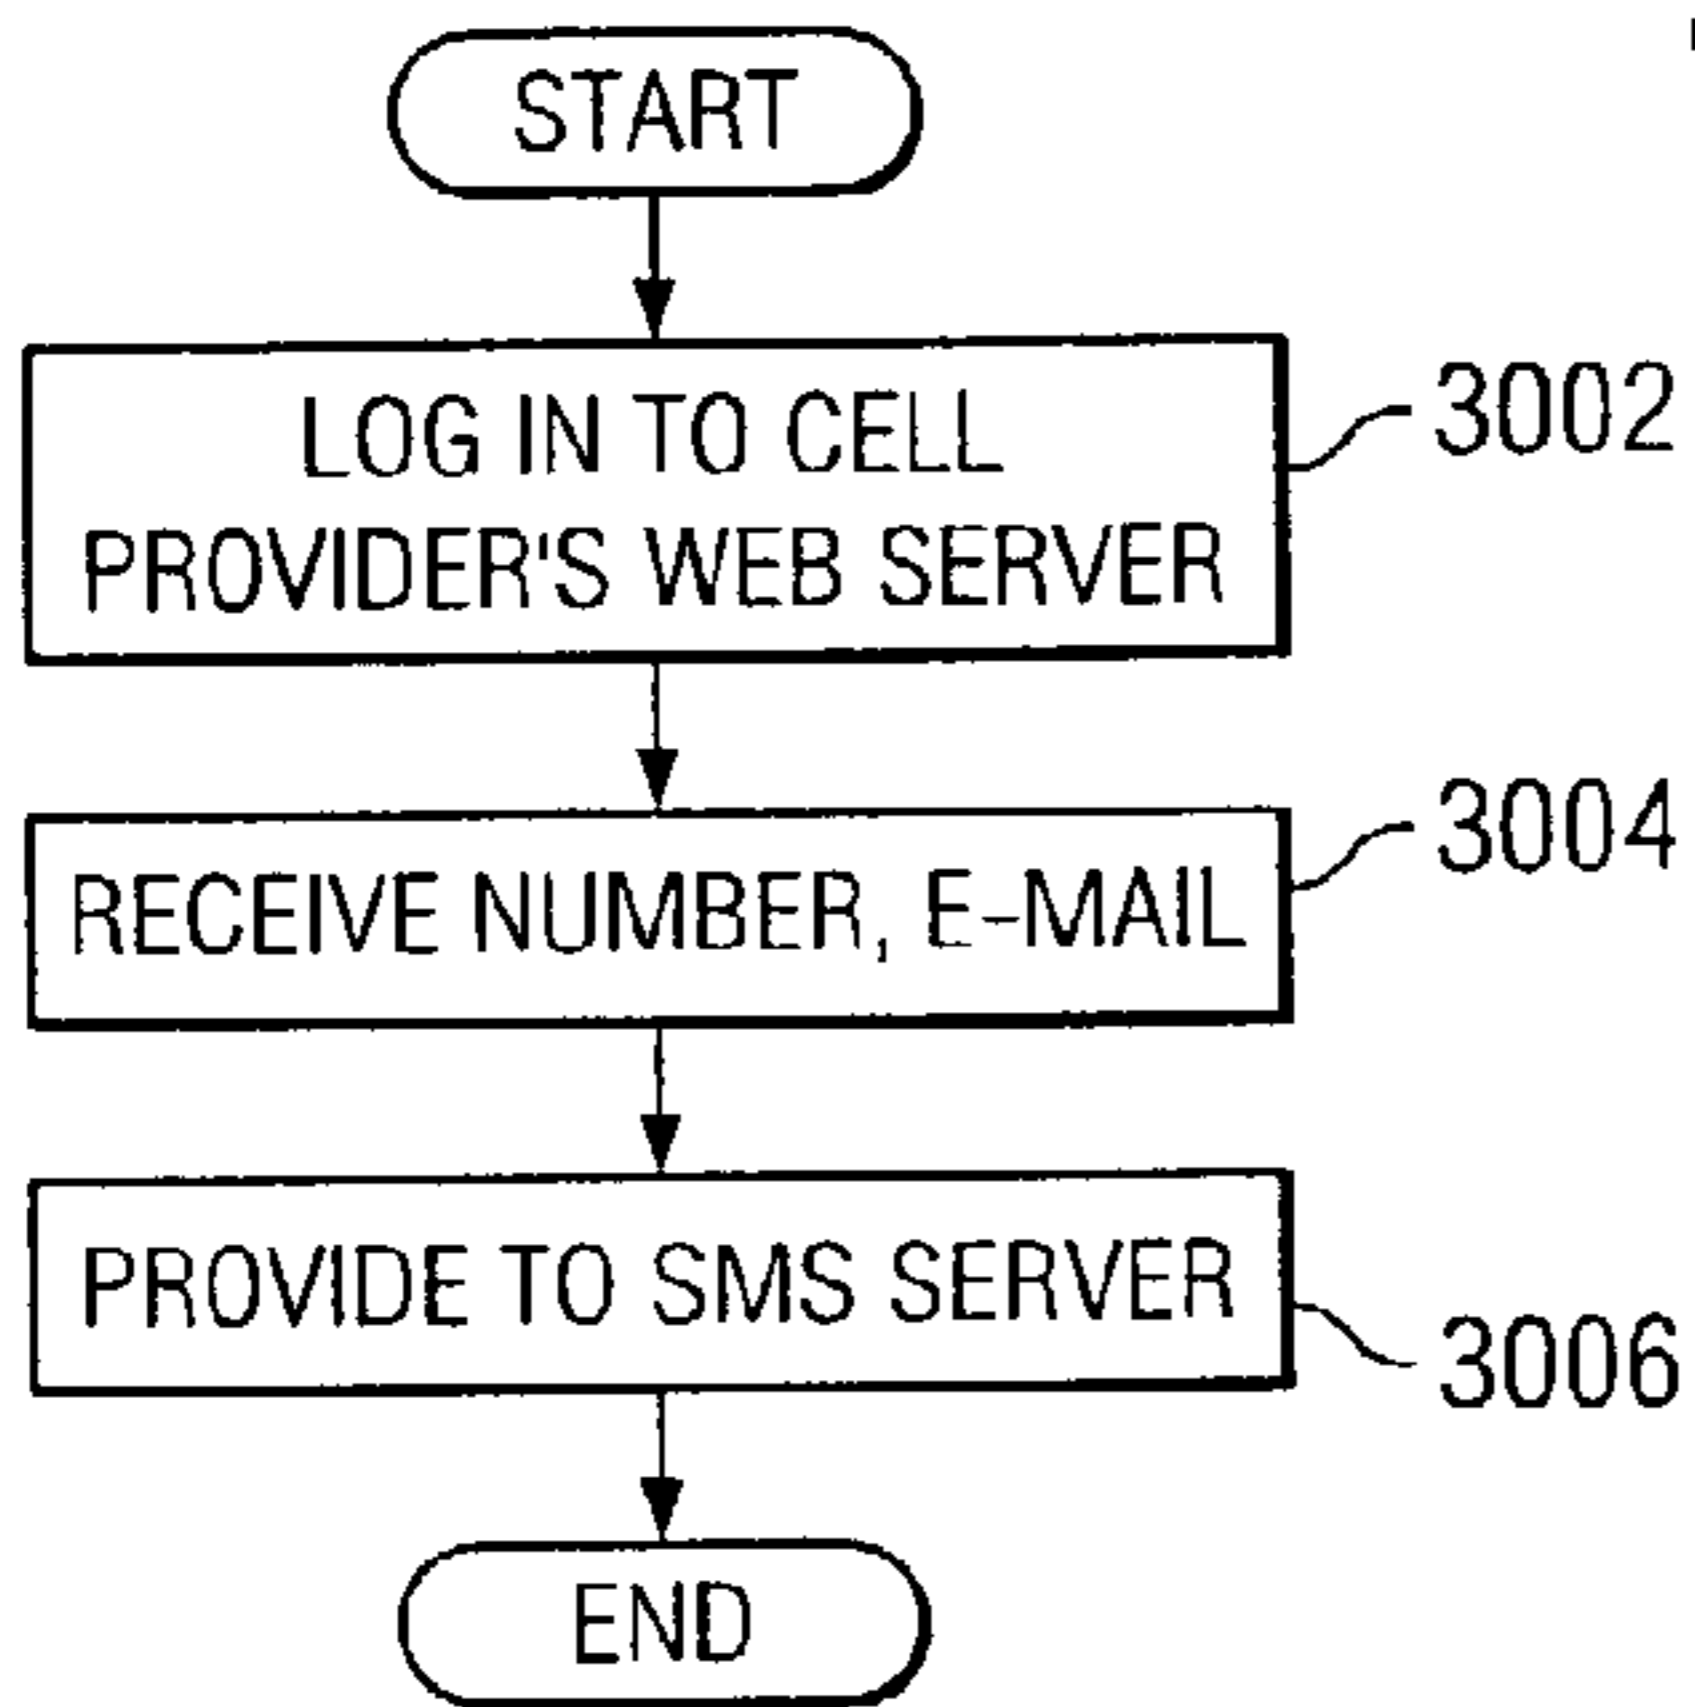 START
LOG IN TO CELL
PROVIDER'S WEB SERVER
3002
RECEIVE NUMBER, E-MAIL
3004
PROVIDE TO SMS SERVER
3006
END